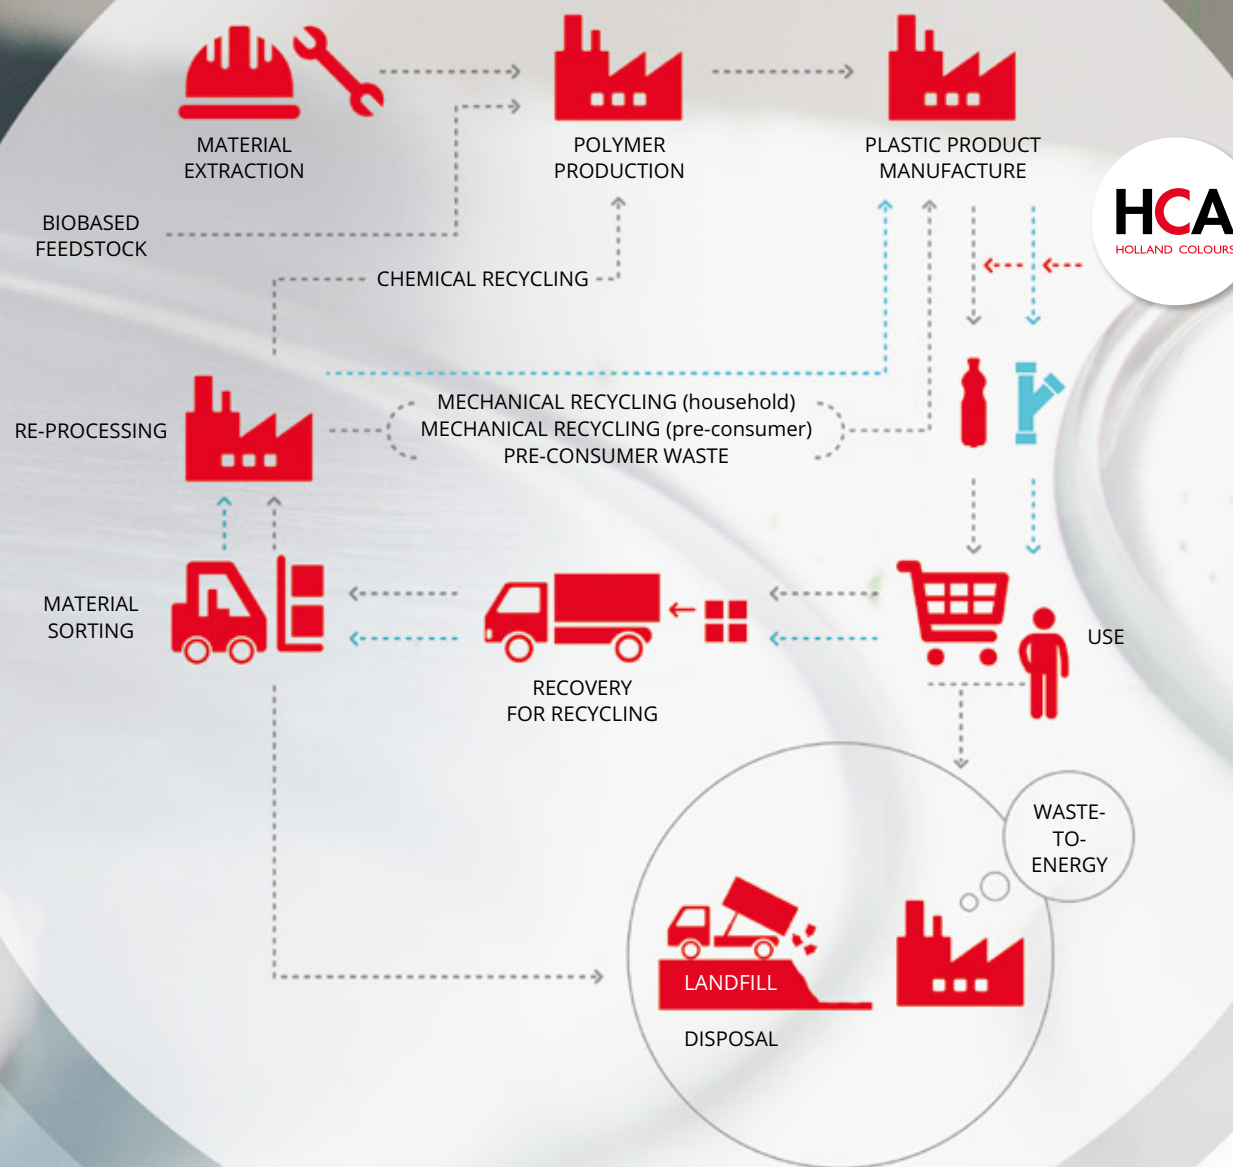 MATERIAL
EXTRACTION
POLYMER
PRODUCTION
PLASTIC PRODUCT
MANUFACTURE
HCA
HOLLAND COLOURS
BIOBASED
FEEDSTOCK
CHEMICAL RECYCLING
RE-PROCESSING
MECHANICAL RECYCLING (household)
MECHANICAL RECYCLING (pre-consumer)
PRE-CONSUMER WASTE
MATERIAL
SORTING
RECOVERY
FOR RECYCLING
USE
WASTE-
TO-
ENERGY
LANDFILL
DISPOSAL